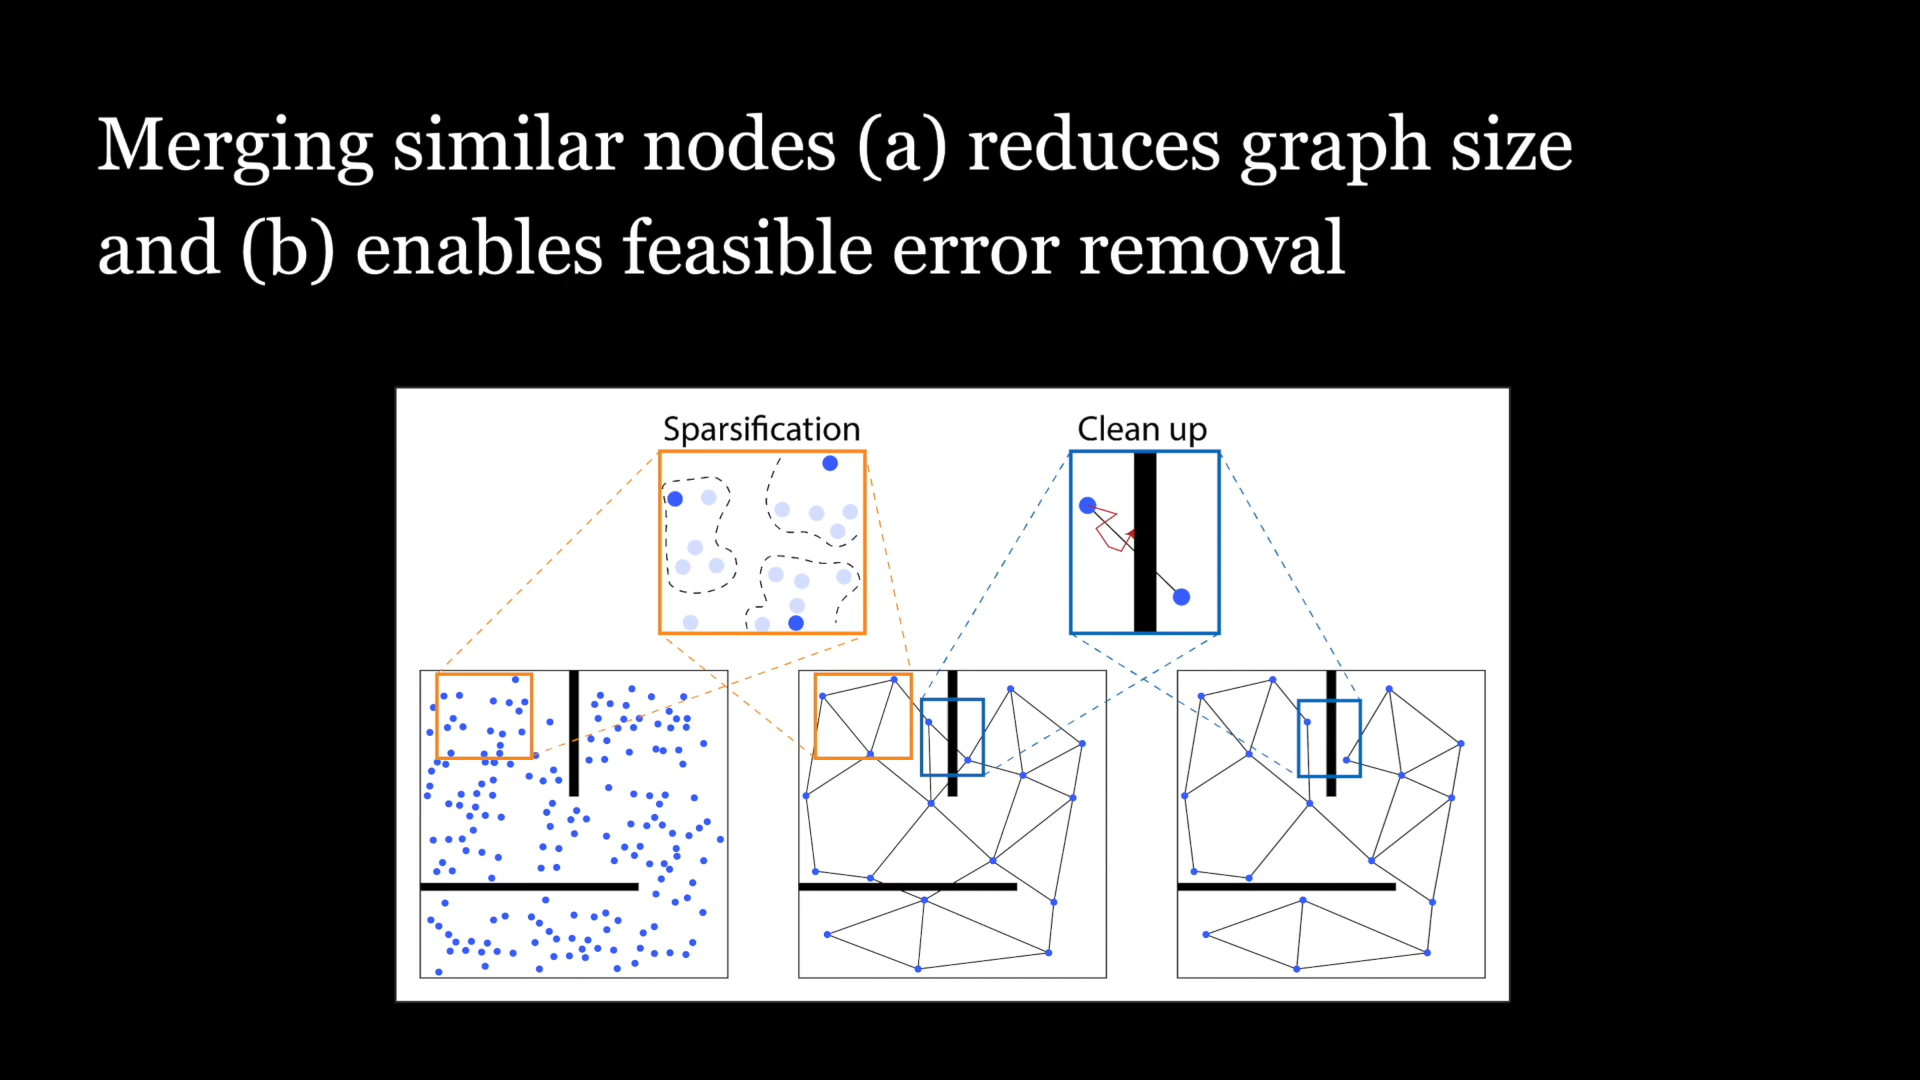 Merging similar nodes (a) reduces graph size
and (b) enables feasible error removal
Sparsification
Clean up